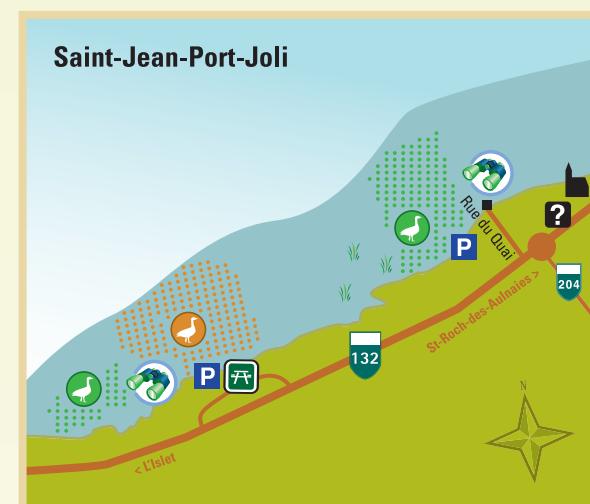 Saint-Jean-Port-Joli
Rue du Quai
?
P
204
St-Roch-des-Aulnaies >
132
P
N
< L'Islet